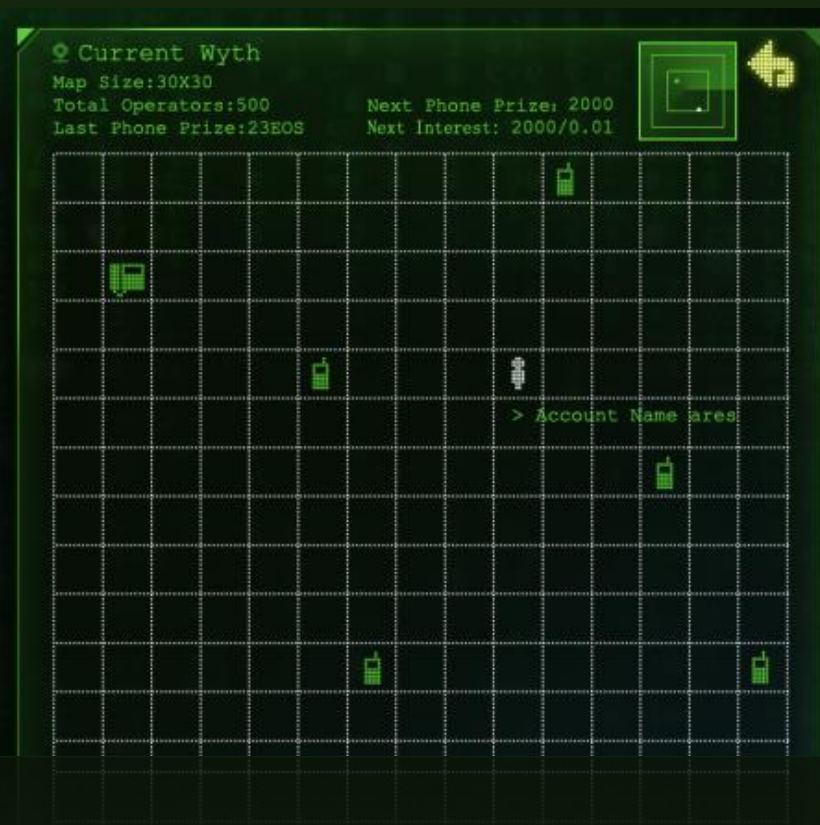 Current Wyth
Map Size:30X30
Total Operators:500
Next Phone Prize: 2000
Last Phone Prize:23EOS
Next Interest: 2000/0.01
> Account Name ares